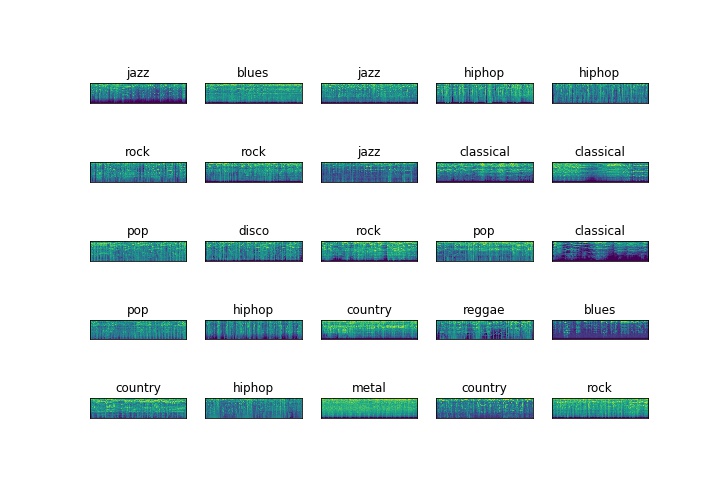 jazz blues jazz hiphop hiphop
rock rock jazz classical classical
pop disco rock pop classical
pop hiphop country reggae blues
country hiphop metal country rock